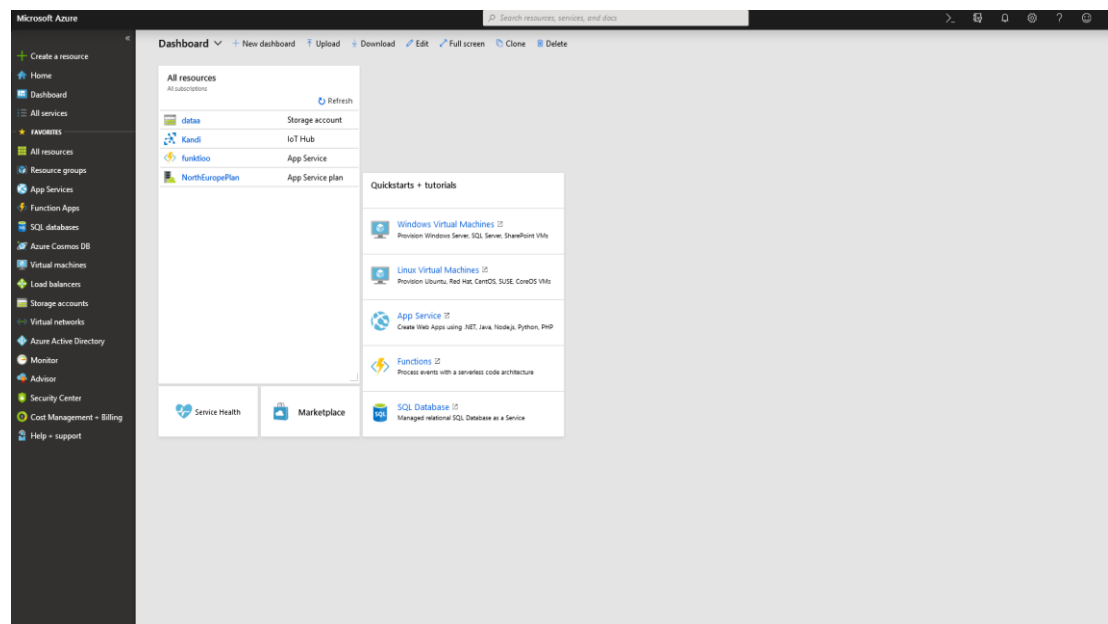 Microsoft Azure
Search resources, services, and docs
Create a resource
Home
Dashboard
All services
FAVORITES
All resources
Resource groups
App Services
Function Apps
SQL databases
Azure Cosmos DB
Virtual machines
Load balancers
Storage accounts
Virtual networks
Azure Active Directory
Monitor
Advisor
Security Center
Cost Management + Billing
Help + support
Dashboard New dashboard Upload Download Edit Full screen Clone Delete
All resources
All subscriptions
Refresh
dataa Storage account
Kandi IoT Hub
funktioo App Service
NorthEuropePlan App Service plan
Service Health
Marketplace
Quickstarts + tutorials
Windows Virtual Machines
Provision Windows Server, SQL Server, SharePoint VMs
Linux Virtual Machines
Provision Ubuntu, Red Hat, CentOS, SUSE, CoreOS VMs
App Service
Create Web Apps using .NET, Java, Node.js, Python, PHP
Functions
Process events with a serverless code architecture
SQL
SQL Database
Managed relational SQL Database as a Service